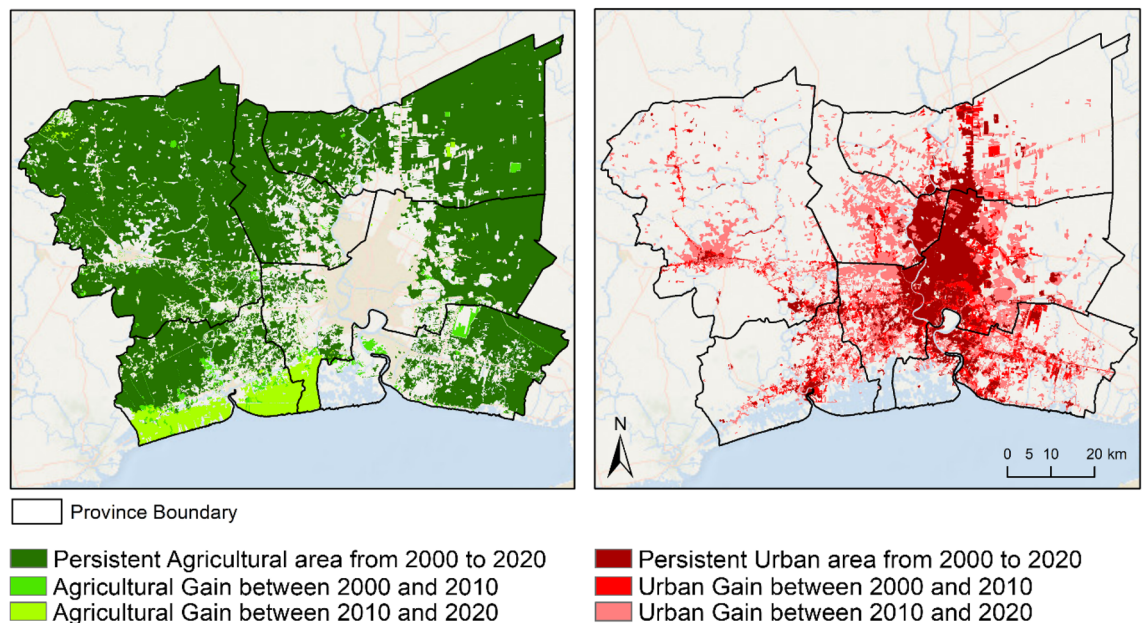 N
0 5 10 20 km
Province Boundary
Persistent Agricultural area from 2000 to 2020
Agricultural Gain between 2000 and 2010
Agricultural Gain between 2010 and 2020
Persistent Urban area from 2000 to 2020
Urban Gain between 2000 and 2010
Urban Gain between 2010 and 2020